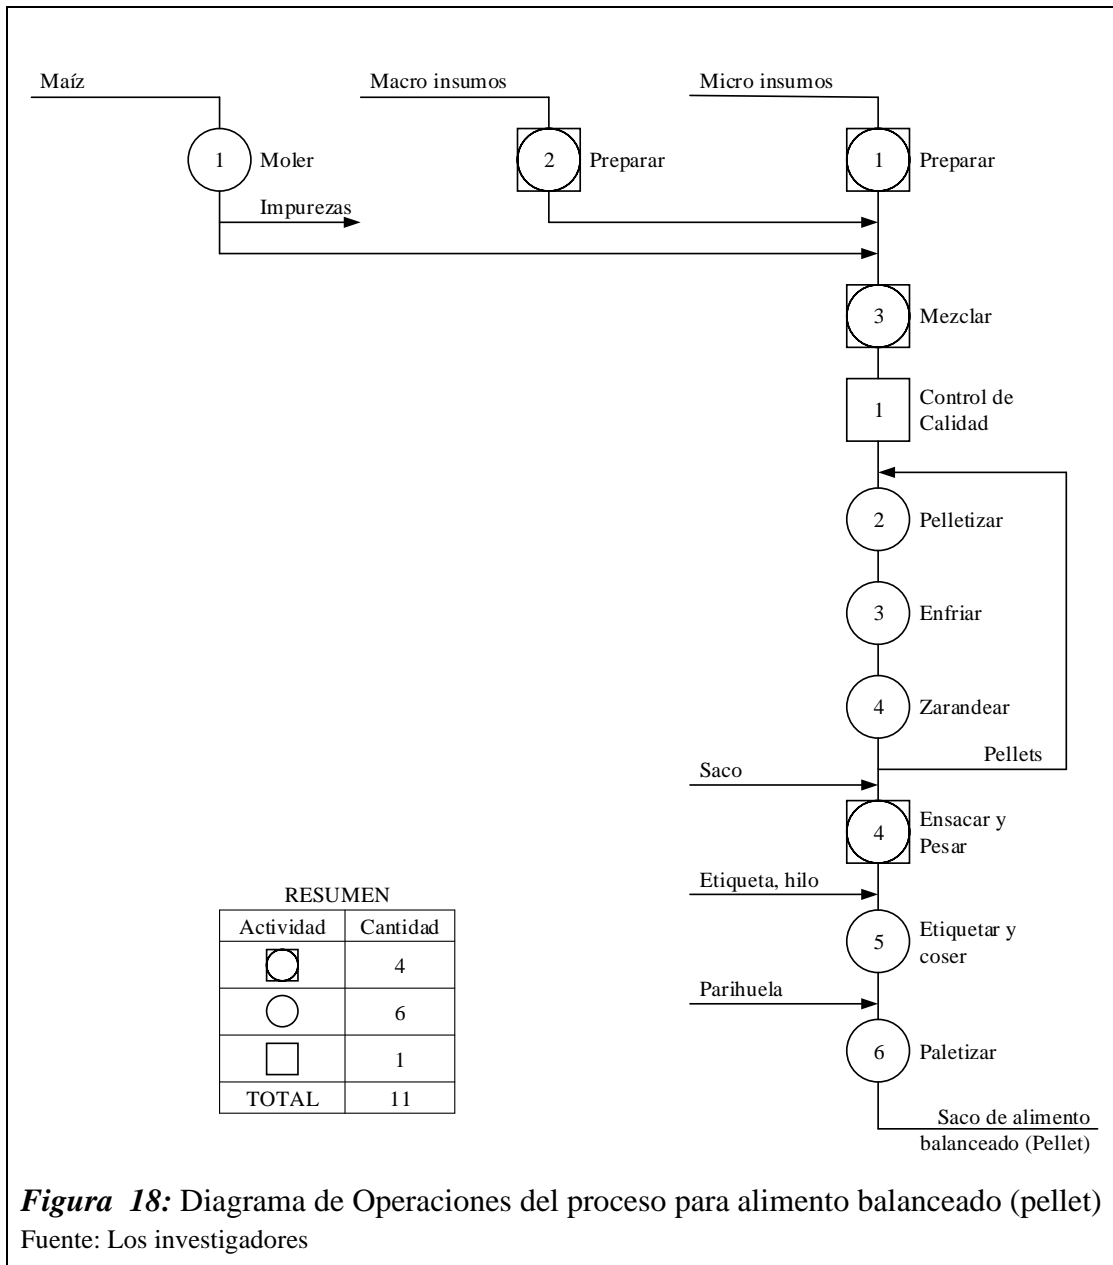 Maíz
Macro insumos
Micro insumos
1
Moler
2
Preparar
1
Preparar
Impurezas
3
Mezclar
1
Control de
Calidad
2
Pelletizar
3
Enfriar
4
Zarandear
Pellets
Saco
4
Ensacar y
Pesar
Etiqueta, hilo
5
Etiquetar y
coser
Parihuela
6
Paletizar
Saco de alimento
balanceado (Pellet)
RESUMEN
Actividad Cantidad
4
6
1
TOTAL 11
Figura 18: Diagrama de Operaciones del proceso para alimento balanceado (pellet)
Fuente: Los investigadores